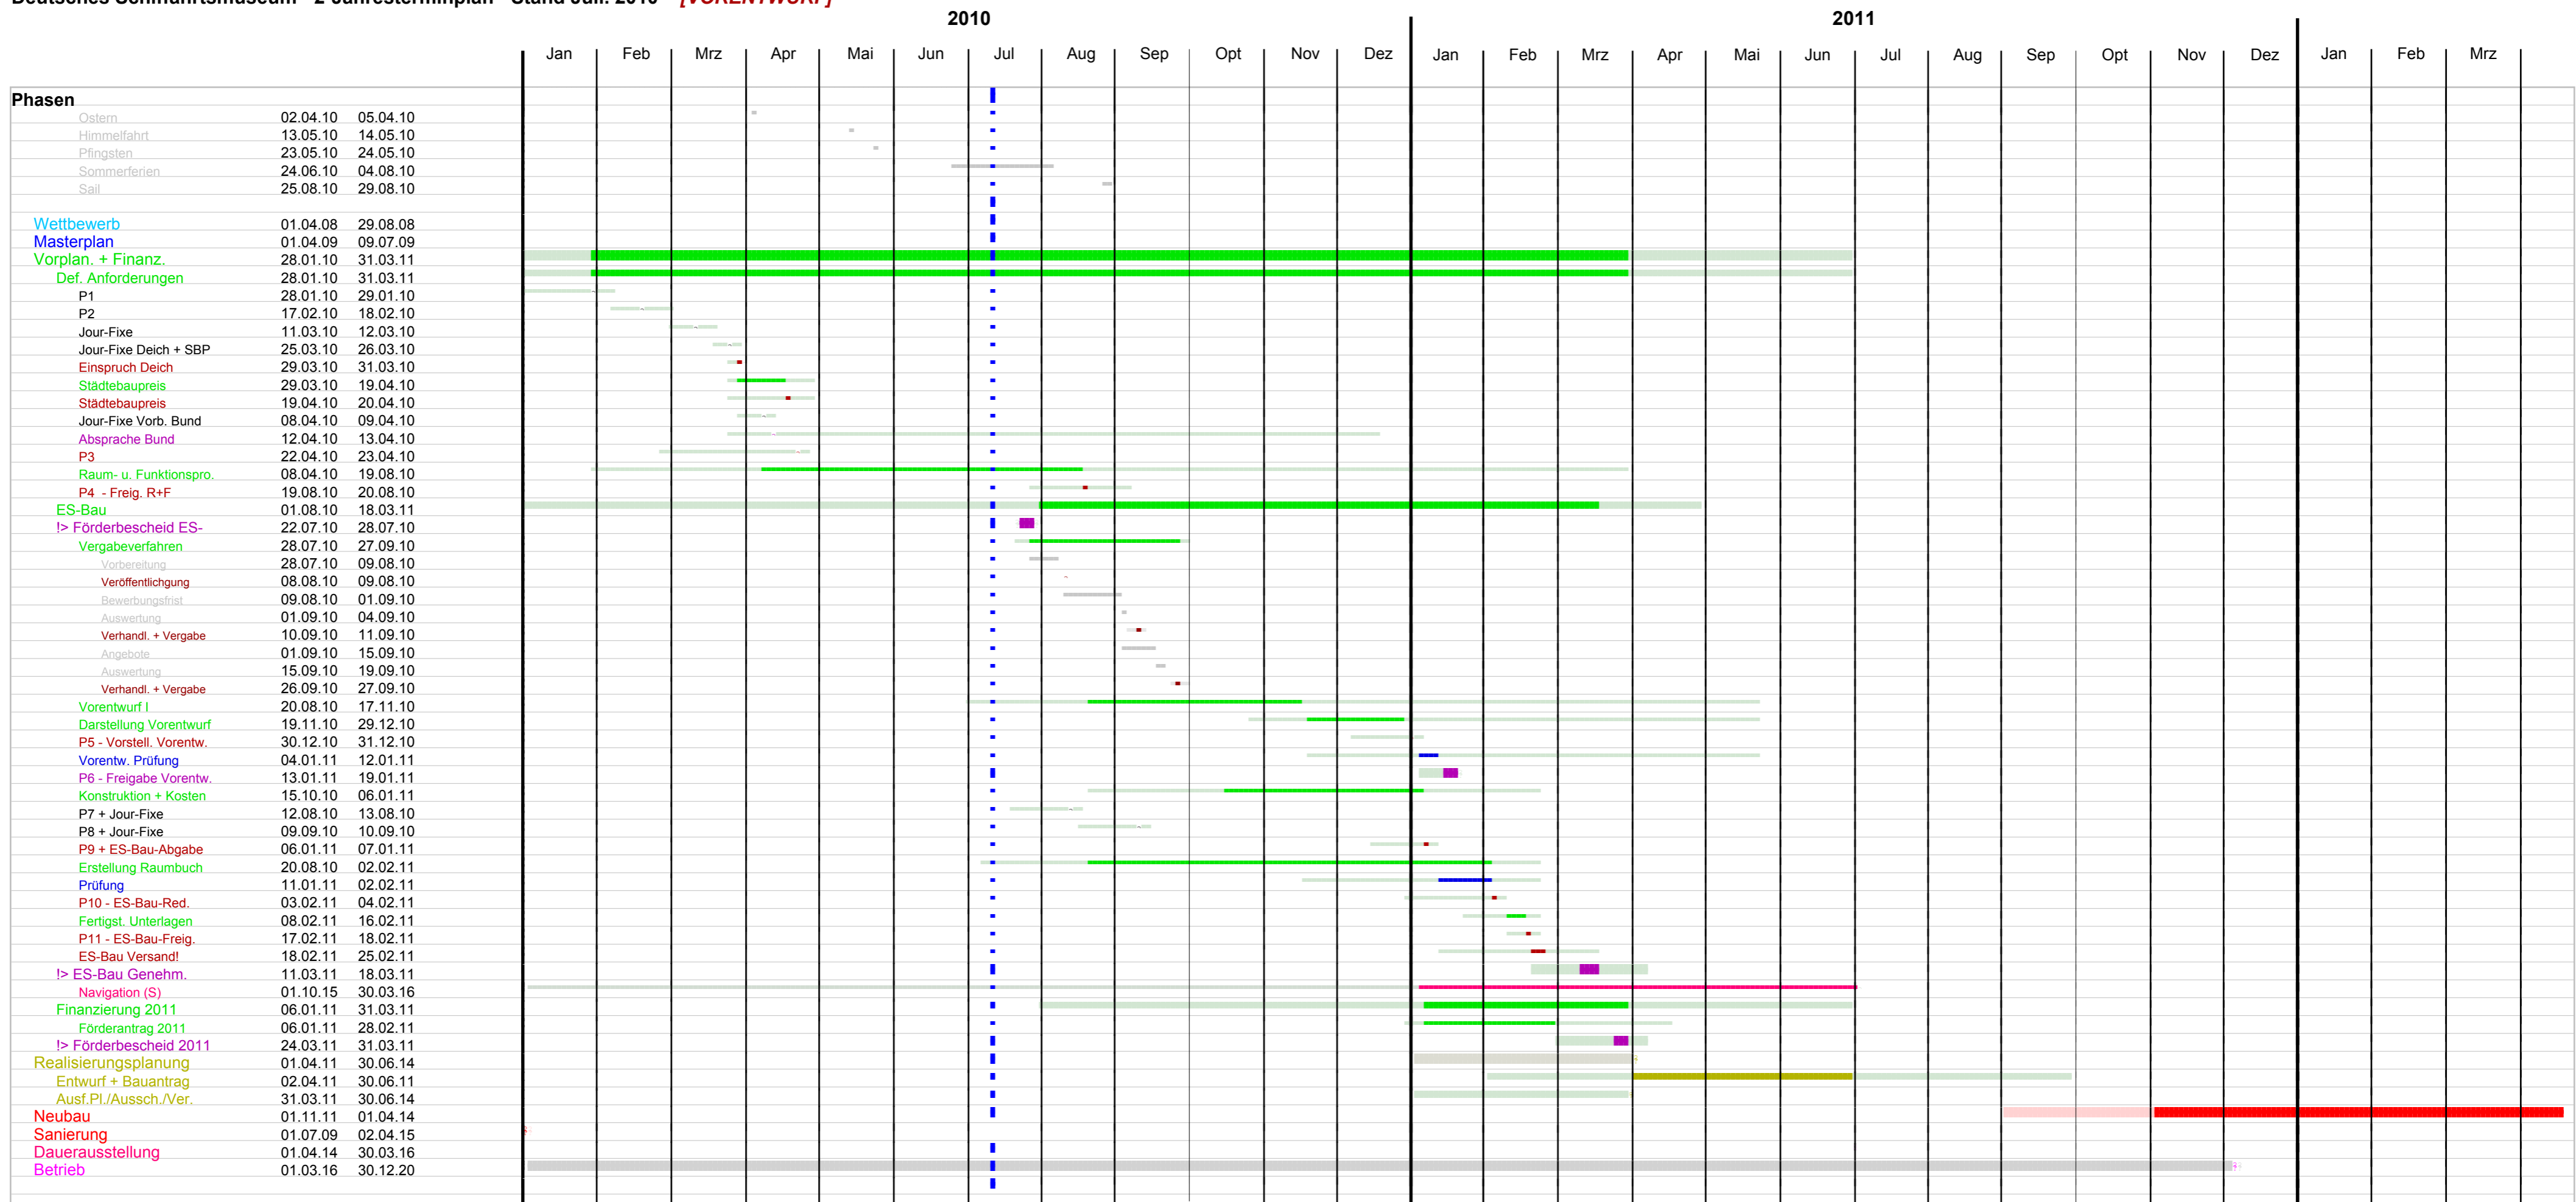 Deutsches Schiffahrtsmuseum - 2-Jahresterminplan - Stand Juli. 2010 - [VORENTWURF]
2010 2011
Jan Feb Mrz Apr Mai Jun Jul Aug Sep Opt Nov Dez Jan Feb Mrz Apr Mai Jun Jul Aug Sep Opt Nov Dez Jan Feb Mrz
Phasen
Ostern 02.04.10 05.04.10
Himmelfahrt 13.05.10 14.05.10
Pfingsten 23.05.10 24.05.10
Sommerferien 24.06.10 04.08.10
Sail 25.08.10 29.08.10
Wettbewerb 01.04.08 29.08.08
Masterplan 01.04.09 09.07.09
Vorplan. + Finanz. 28.01.10 31.03.11
Def. Anforderungen 28.01.10 31.03.11
P1 28.01.10 29.01.10
P2 17.02.10 18.02.10
Jour-Fixe 11.03.10 12.03.10
Jour-Fixe Deich + SBP 25.03.10 26.03.10
Einspruch Deich 29.03.10 31.03.10
Städtebaupreis 29.03.10 19.04.10
Städtebaupreis 19.04.10 20.04.10
Jour-Fixe Vorb. Bund 08.04.10 09.04.10
Absprache Bund 12.04.10 13.04.10
P3 22.04.10 23.04.10
Raum- u. Funktionspro. 08.04.10 19.08.10
P4 - Freig. R+F 19.08.10 20.08.10
ES-Bau 01.08.10 18.03.11
!> Förderbescheid ES- 22.07.10 28.07.10
Vergabeverfahren 28.07.10 27.09.10
Vorbereitung 28.07.10 09.08.10
Veröffentlichgung 08.08.10 09.08.10
Bewerbungsfrist 09.08.10 01.09.10
Auswertung 01.09.10 04.09.10
Verhandl. + Vergabe 10.09.10 11.09.10
Angebote 01.09.10 15.09.10
Auswertung 15.09.10 19.09.10
Verhandl. + Vergabe 26.09.10 27.09.10
Vorentwurf I 20.08.10 17.11.10
Darstellung Vorentwurf 19.11.10 29.12.10
P5 - Vorstell. Vorentw. 30.12.10 31.12.10
Vorentw. Prüfung 04.01.11 12.01.11
P6 - Freigabe Vorentw. 13.01.11 19.01.11
Konstruktion + Kosten 15.10.10 06.01.11
P7 + Jour-Fixe 12.08.10 13.08.10
P8 + Jour-Fixe 09.09.10 10.09.10
P9 + ES-Bau-Abgabe 06.01.11 07.01.11
Erstellung Raumbuch 20.08.10 02.02.11
Prüfung 11.01.11 02.02.11
P10 - ES-Bau-Red. 03.02.11 04.02.11
Fertigst. Unterlagen 08.02.11 16.02.11
P11 - ES-Bau-Freig. 17.02.11 18.02.11
ES-Bau Versand! 18.02.11 25.02.11
!> ES-Bau Genehm. 11.03.11 18.03.11
Navigation (S) 01.10.15 30.03.16
Finanzierung 2011 06.01.11 31.03.11
Förderantrag 2011 06.01.11 28.02.11
!> Förderbescheid 2011 24.03.11 31.03.11
Realisierungsplanung 01.04.11 30.06.14
Entwurf + Bauantrag 02.04.11 30.06.11
Ausf.Pl./Aussch./Ver. 31.03.11 30.06.14
Neubau 01.11.11 01.04.14
Sanierung 01.07.09 02.04.15
Dauerausstellung 01.04.14 30.03.16
Betrieb 01.03.16 30.12.20